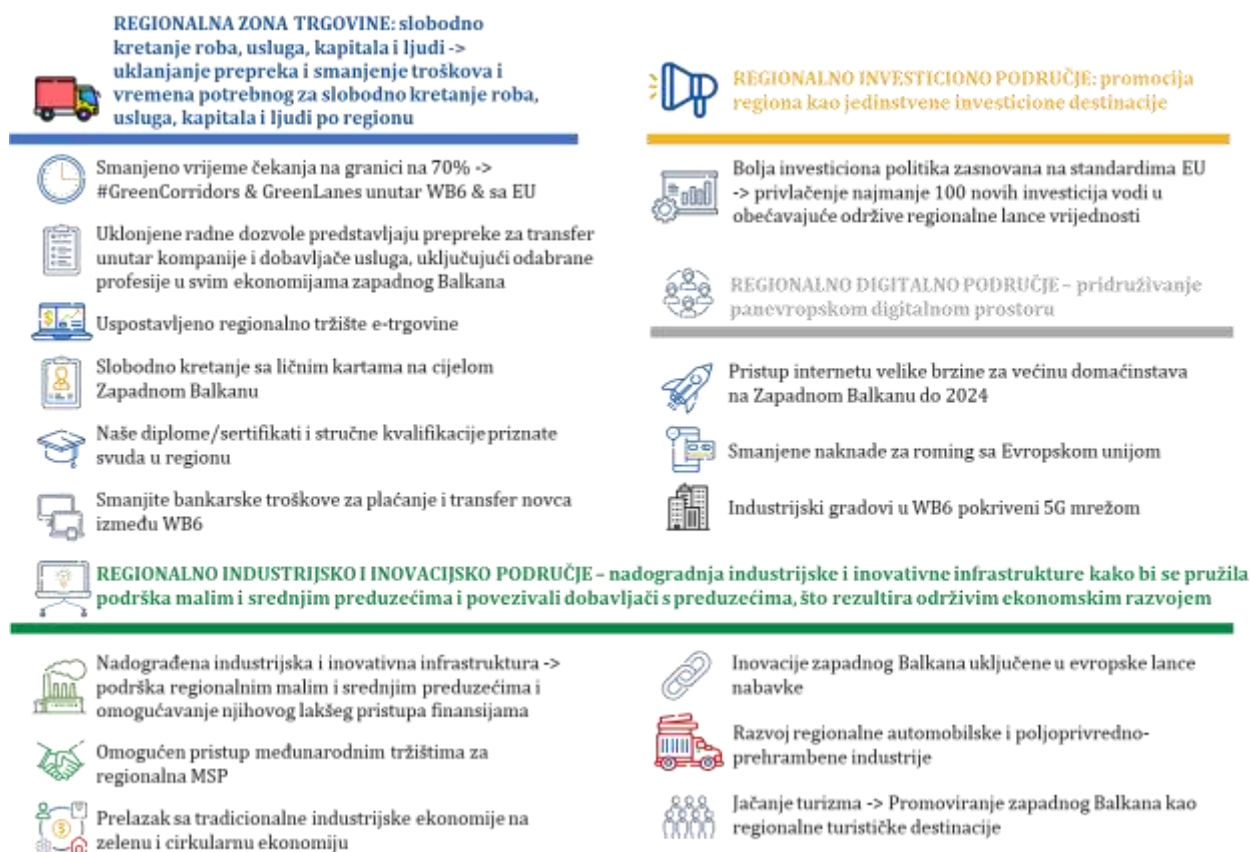 REGIONALNA ZONA TRGOVINE: slobodno
kretanje roba, usluga, kapitala i ljudi ->
uklanjanje prepreka i smanjenje troškova i
vremena potrebnog za slobodno kretanje roba,
usluga, kapitala i ljudi po regionu
Smanjeno vrijeme čekanja na granici na 70% ->
#GreenCorridors & GreenLanes unutar WB6 & sa EU
Uklonjene radne dozvole predstavljaju prepreke za transfer
unutar kompanije i dobavljače usluga, uključujući odabrane
profesije u svim ekonomijama zapadnog Balkana
Uspostavljeno regionalno tržište e-trgovine
Slobodno kretanje sa ličnim kartama na cijelom
Zapadnom Balkanu
Naše diplome/sertifikati i stručne kvalifikacije priznate
svuda u regionu
Smanjite bankarske troškove za plaćanje i transfer novca
između WB6
REGIONALNO INVESTICIONO PODRUČJE: promocija
regiona kao jedinstvene investicione destinacije
Bolja investiciona politika zasnovana na standardima EU
-> privlačenje najmanje 100 novih investicija vodi u
obećavajuće održive regionalne lance vrijednosti
REGIONALNO DIGITALNO PODRUČJE – pridruživanje
panevropskom digitalnom prostoru
Pristup internetu velike brzine za većinu domaćinstava
na Zapadnom Balkanu do 2024
Smanjene naknade za roming sa Evropskom unijom
Industrijski gradovi u WB6 pokriveni 5G mrežom
REGIONALNO INDUSTRIJSKO I INOVACIJSKO PODRUČJE – nadogradnja industrijske i inovativne infrastrukture kako bi se pružila
podrška malim i srednjim preduzećima i povezivali dobavljači s preduzećima, što rezultira održivim ekonomskim razvojem
Nadograđena industrijska i inovativna infrastruktura ->
podrška regionalnim malim i srednjim preduzećima i
omogućavanje njihovog lakšeg pristupa finansijama
Omogućen pristup međunarodnim tržištima za
regionalna MSP
Prelazak sa tradicionalne industrijske ekonomije na
zelenu i cirkularnu ekonomiju
Inovacije zapadnog Balkana uključene u evropske lance
nabavke
Razvoj regionalne automobilske i poljoprivredno-
prehrambene industrije
Jačanje turizma -> Promoviranje zapadnog Balkana kao
regionalne turističke destinacije